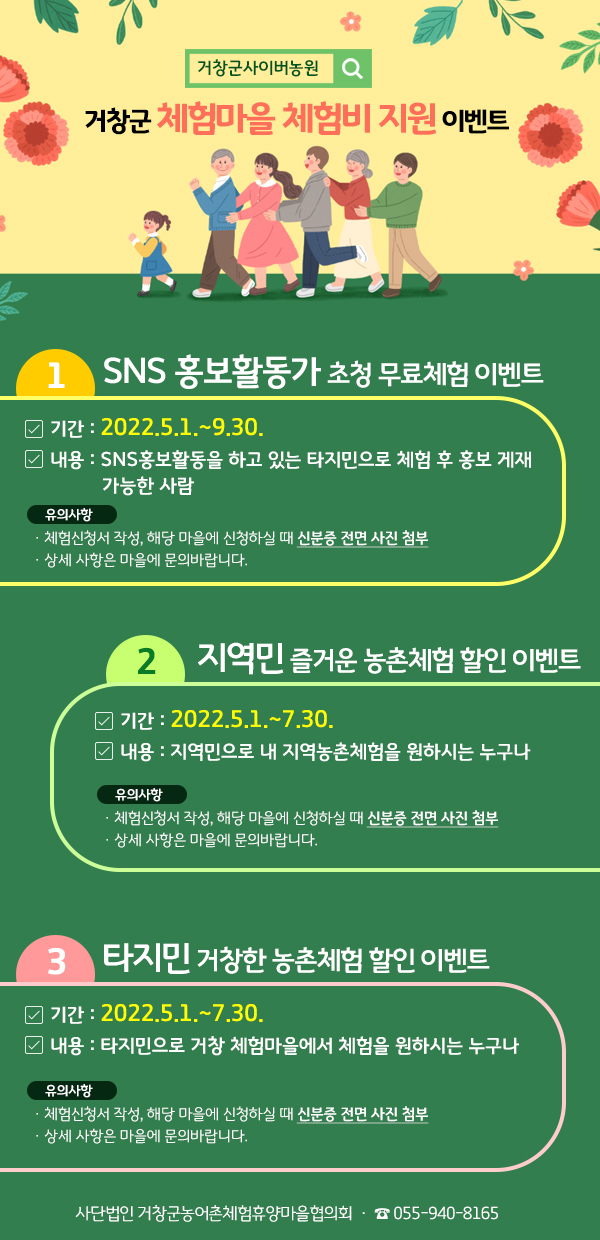 거창군사이버농원
거창군 체험마을 체험비 지원 이벤트
1
SNS 홍보활동가 초청 무료체험 이벤트
기간 : 2022.5.1.~9.30.
내용 : SNS홍보활동을 하고 있는 타지민으로 체험 후 홍보 게재
가능한 사람
유의사항
· 체험신청서 작성, 해당 마을에 신청하실 때 신분증 전면 사진 첨부
· 상세 사항은 마을에 문의바랍니다.
2
지역민 즐거운 농촌체험 할인 이벤트
기간 : 2022.5.1.~7.30.
내용 : 지역민으로 내 지역농촌체험을 원하시는 누구나
유의사항
· 체험신청서 작성, 해당 마을에 신청하실 때 신분증 전면 사진 첨부
· 상세 사항은 마을에 문의바랍니다.
3
타지민 거창한 농촌체험 할인 이벤트
기간 : 2022.5.1.~7.30.
내용 : 타지민으로 거창 체험마을에서 체험을 원하시는 누구나
유의사항
· 체험신청서 작성, 해당 마을에 신청하실 때 신분증 전면 사진 첨부
· 상세 사항은 마을에 문의바랍니다.
사단법인 거창군농어촌체험휴양마을협의회 · ☎ 055-940-8165